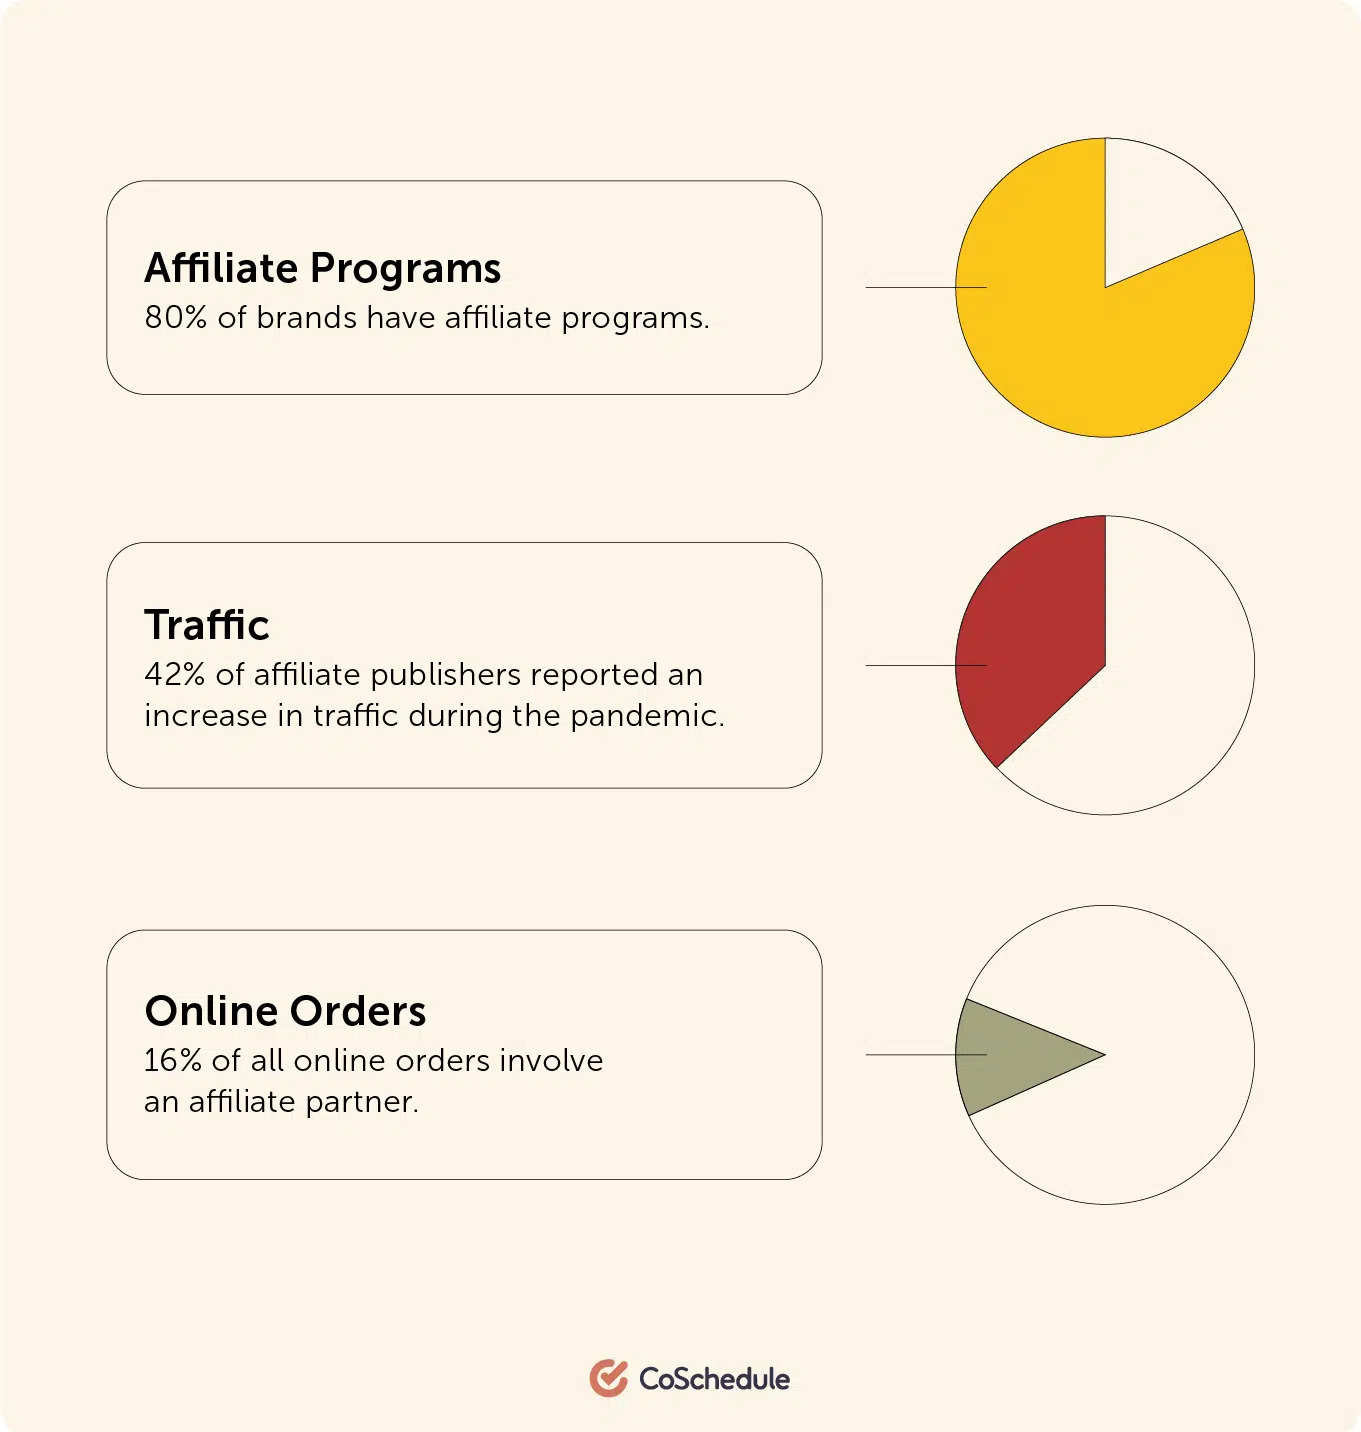 Affiliate Programs
80% of brands have affiliate programs.
Traffic
42% of affiliate publishers reported an
increase in traffic during the pandemic.
Online Orders
16% of all online orders involve
an affiliate partner.
CoSchedule